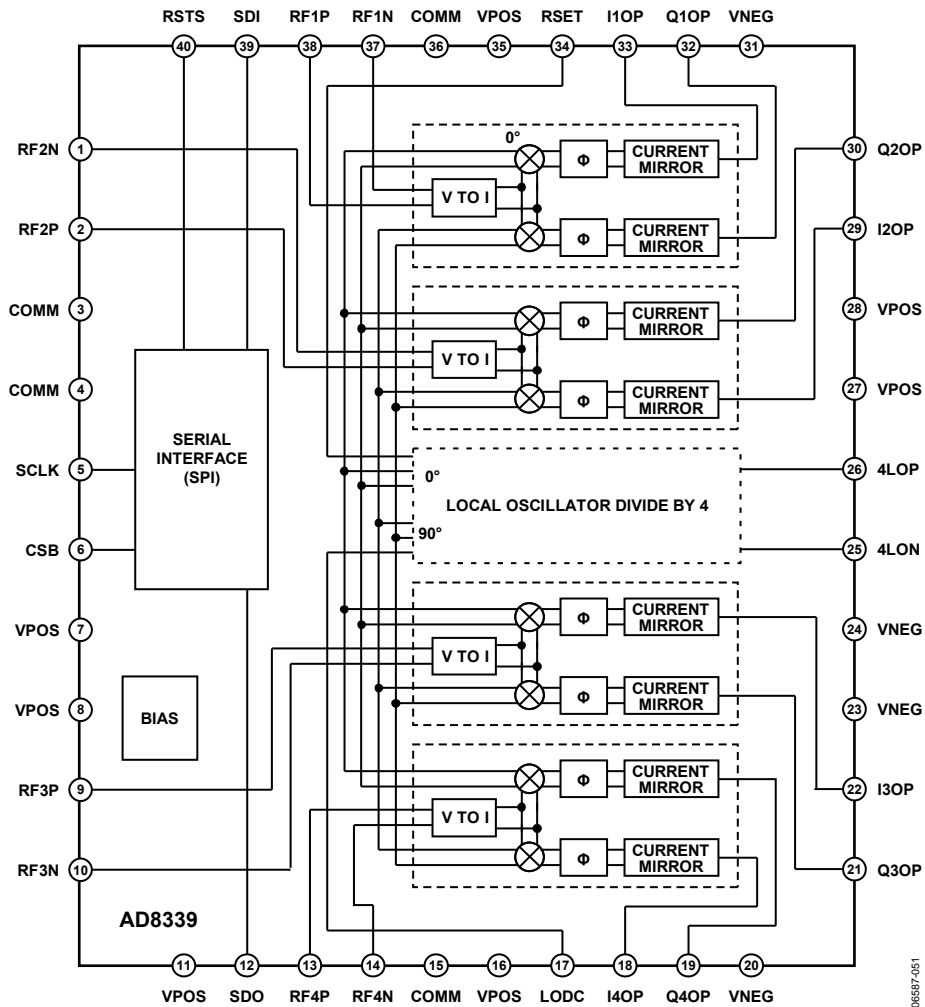 RSTS SDI RF1P RF1N COMM VPOS RSET I1OP Q1OP VNEG
40 39 38 37 36 35 34 33 32 31
0°
RF2N 1 Φ CURRENT MIRROR 30 Q2OP
V TO I
RF2P 2 Φ CURRENT MIRROR 29 I2OP
COMM 3 Φ CURRENT MIRROR 28 VPOS
V TO I
COMM 4 Φ CURRENT MIRROR 27 VPOS
SERIAL
INTERFACE
(SPI)
SCLK 5 0° 26 4LOP
LOCAL OSCILLATOR DIVIDE BY 4
90°
CSB 6 25 4LON
VPOS 7 Φ CURRENT MIRROR 24 VNEG
V TO I
VPOS 8 BIAS Φ CURRENT MIRROR 23 VNEG
RF3P 9 Φ CURRENT MIRROR 22 I3OP
V TO I
RF3N 10 Φ CURRENT MIRROR 21 Q3OP
AD8339
11 12 13 14 15 16 17 18 19 20
VPOS SDO RF4P RF4N COMM VPOS LODC I4OP Q4OP VNEG
06587-051